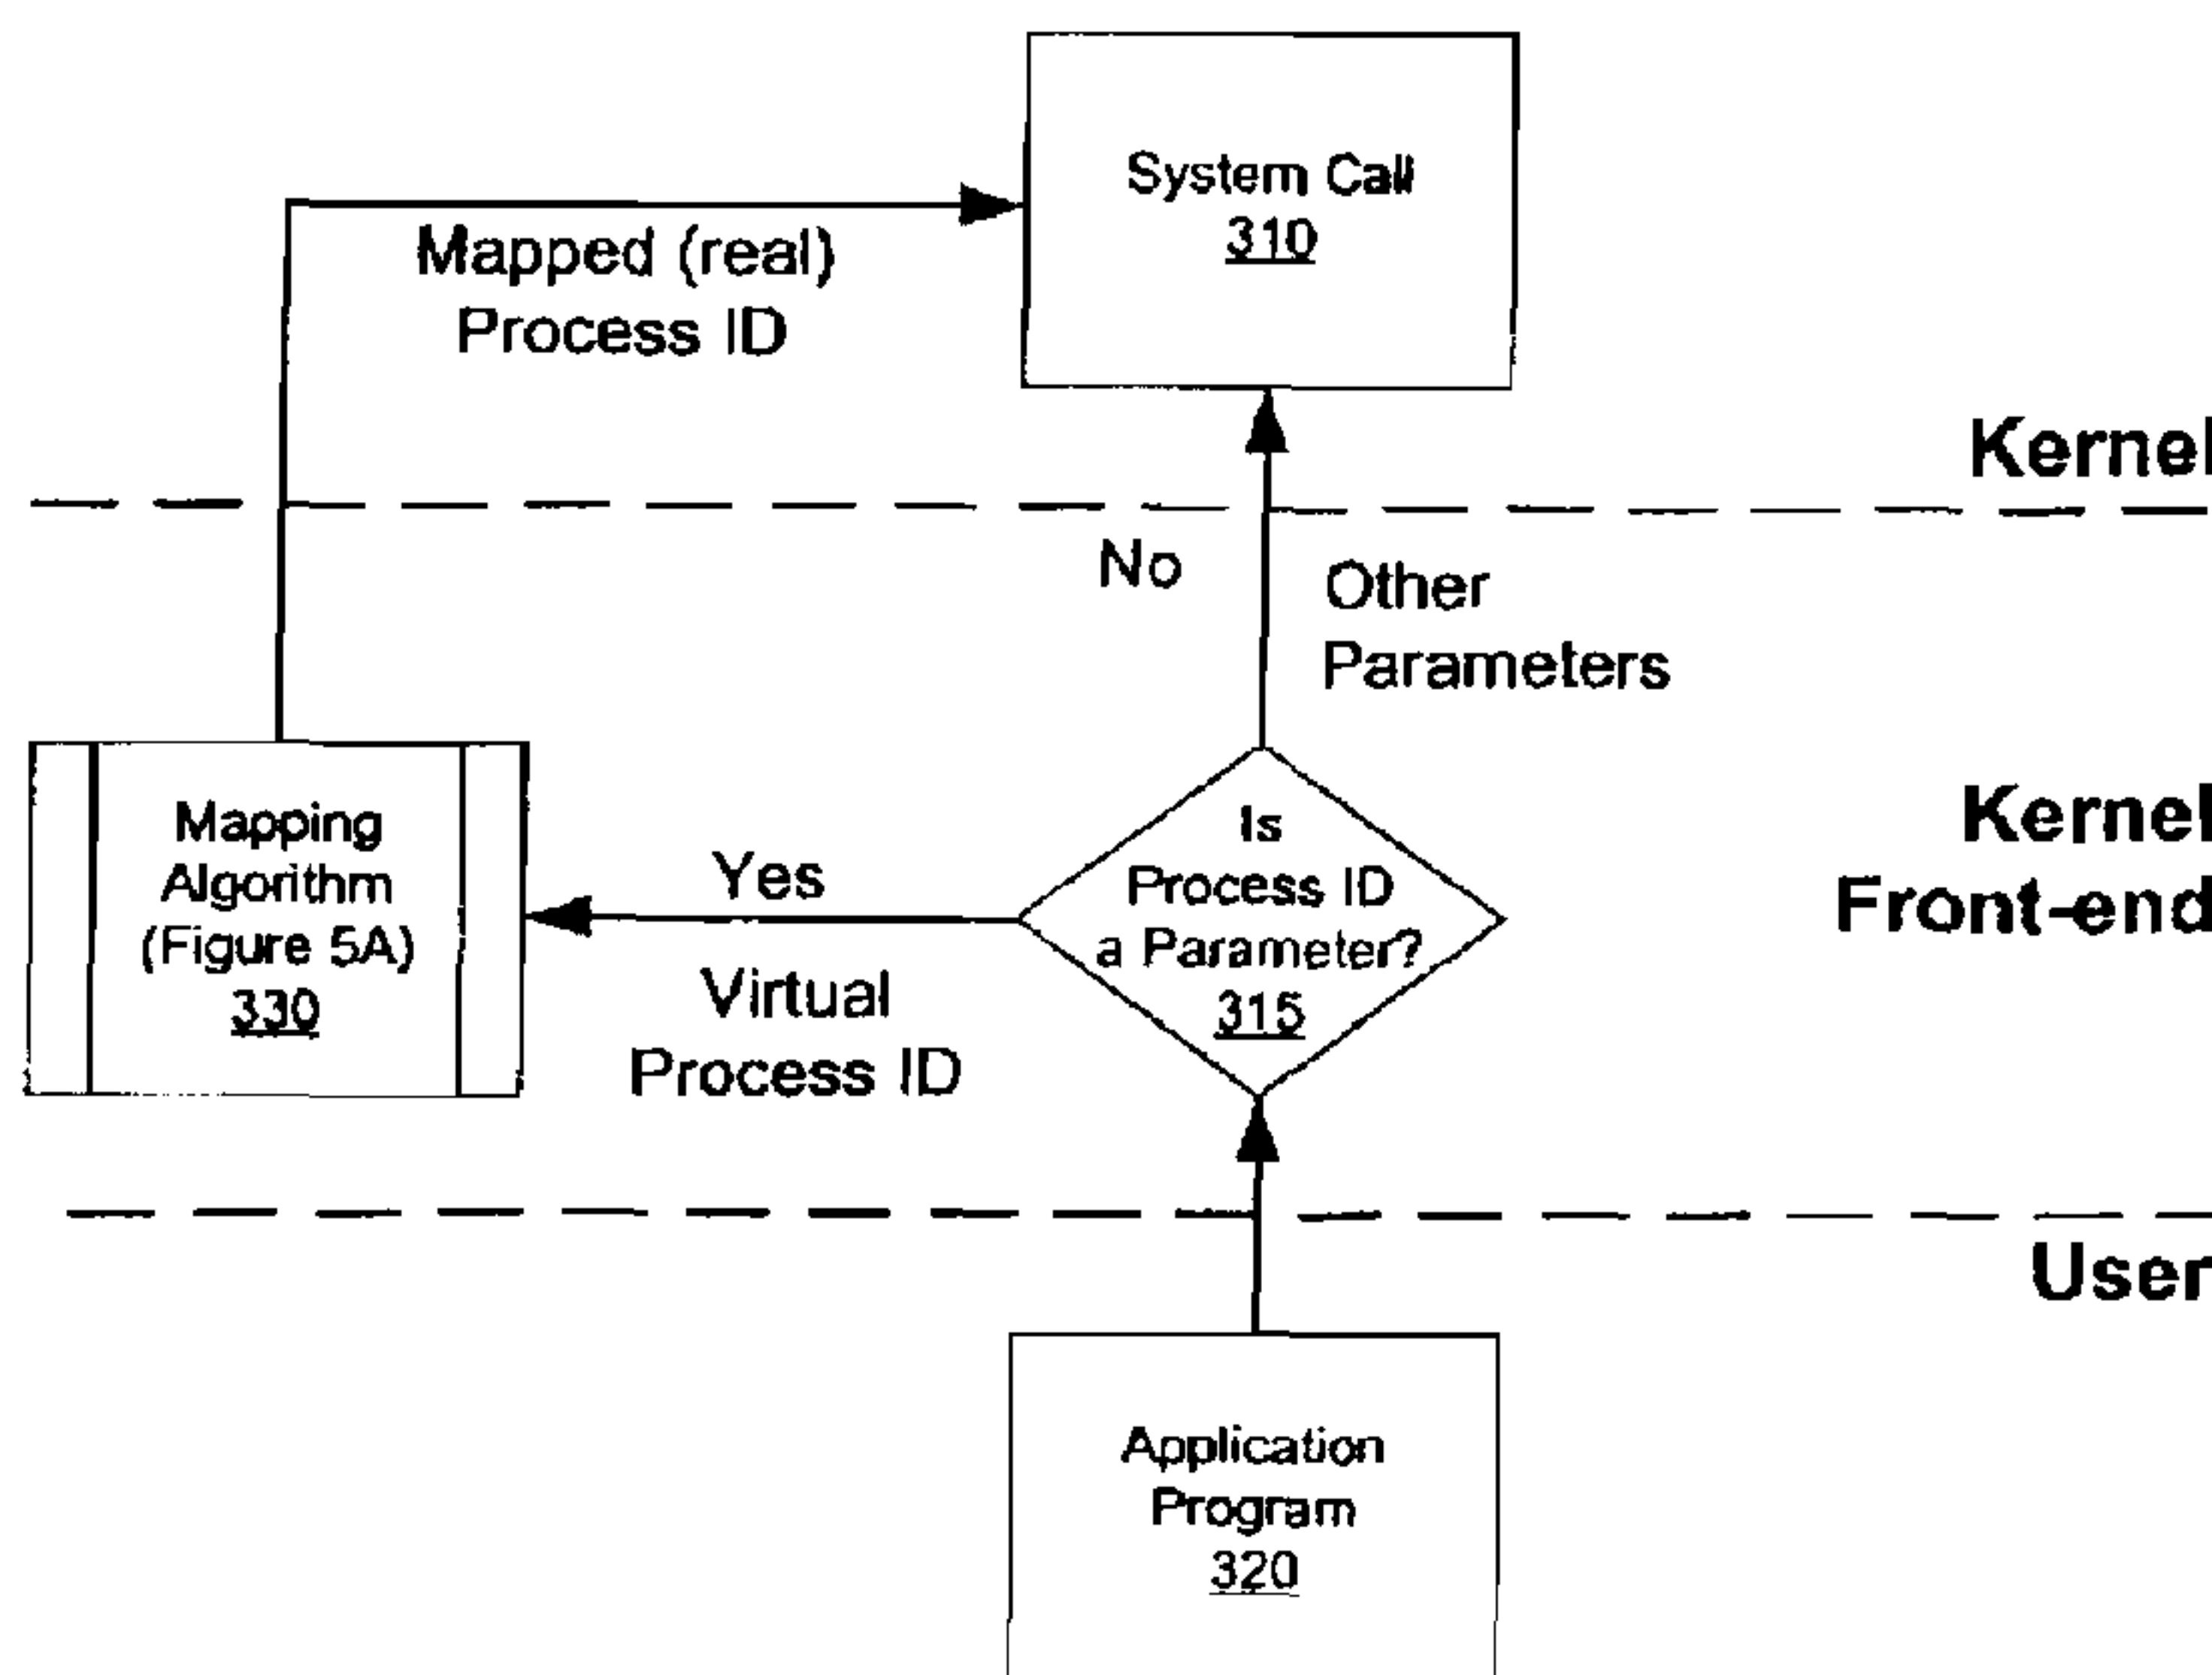 System Call
310
Mapped (real)
Process ID
Kernel
No
Other
Parameters
Mapping
Algorithm
(Figure 5A)
330
Yes
Virtual
Process ID
Is
Process ID
a Parameter?
315
Kernel
Front-end
User
Application
Program
320